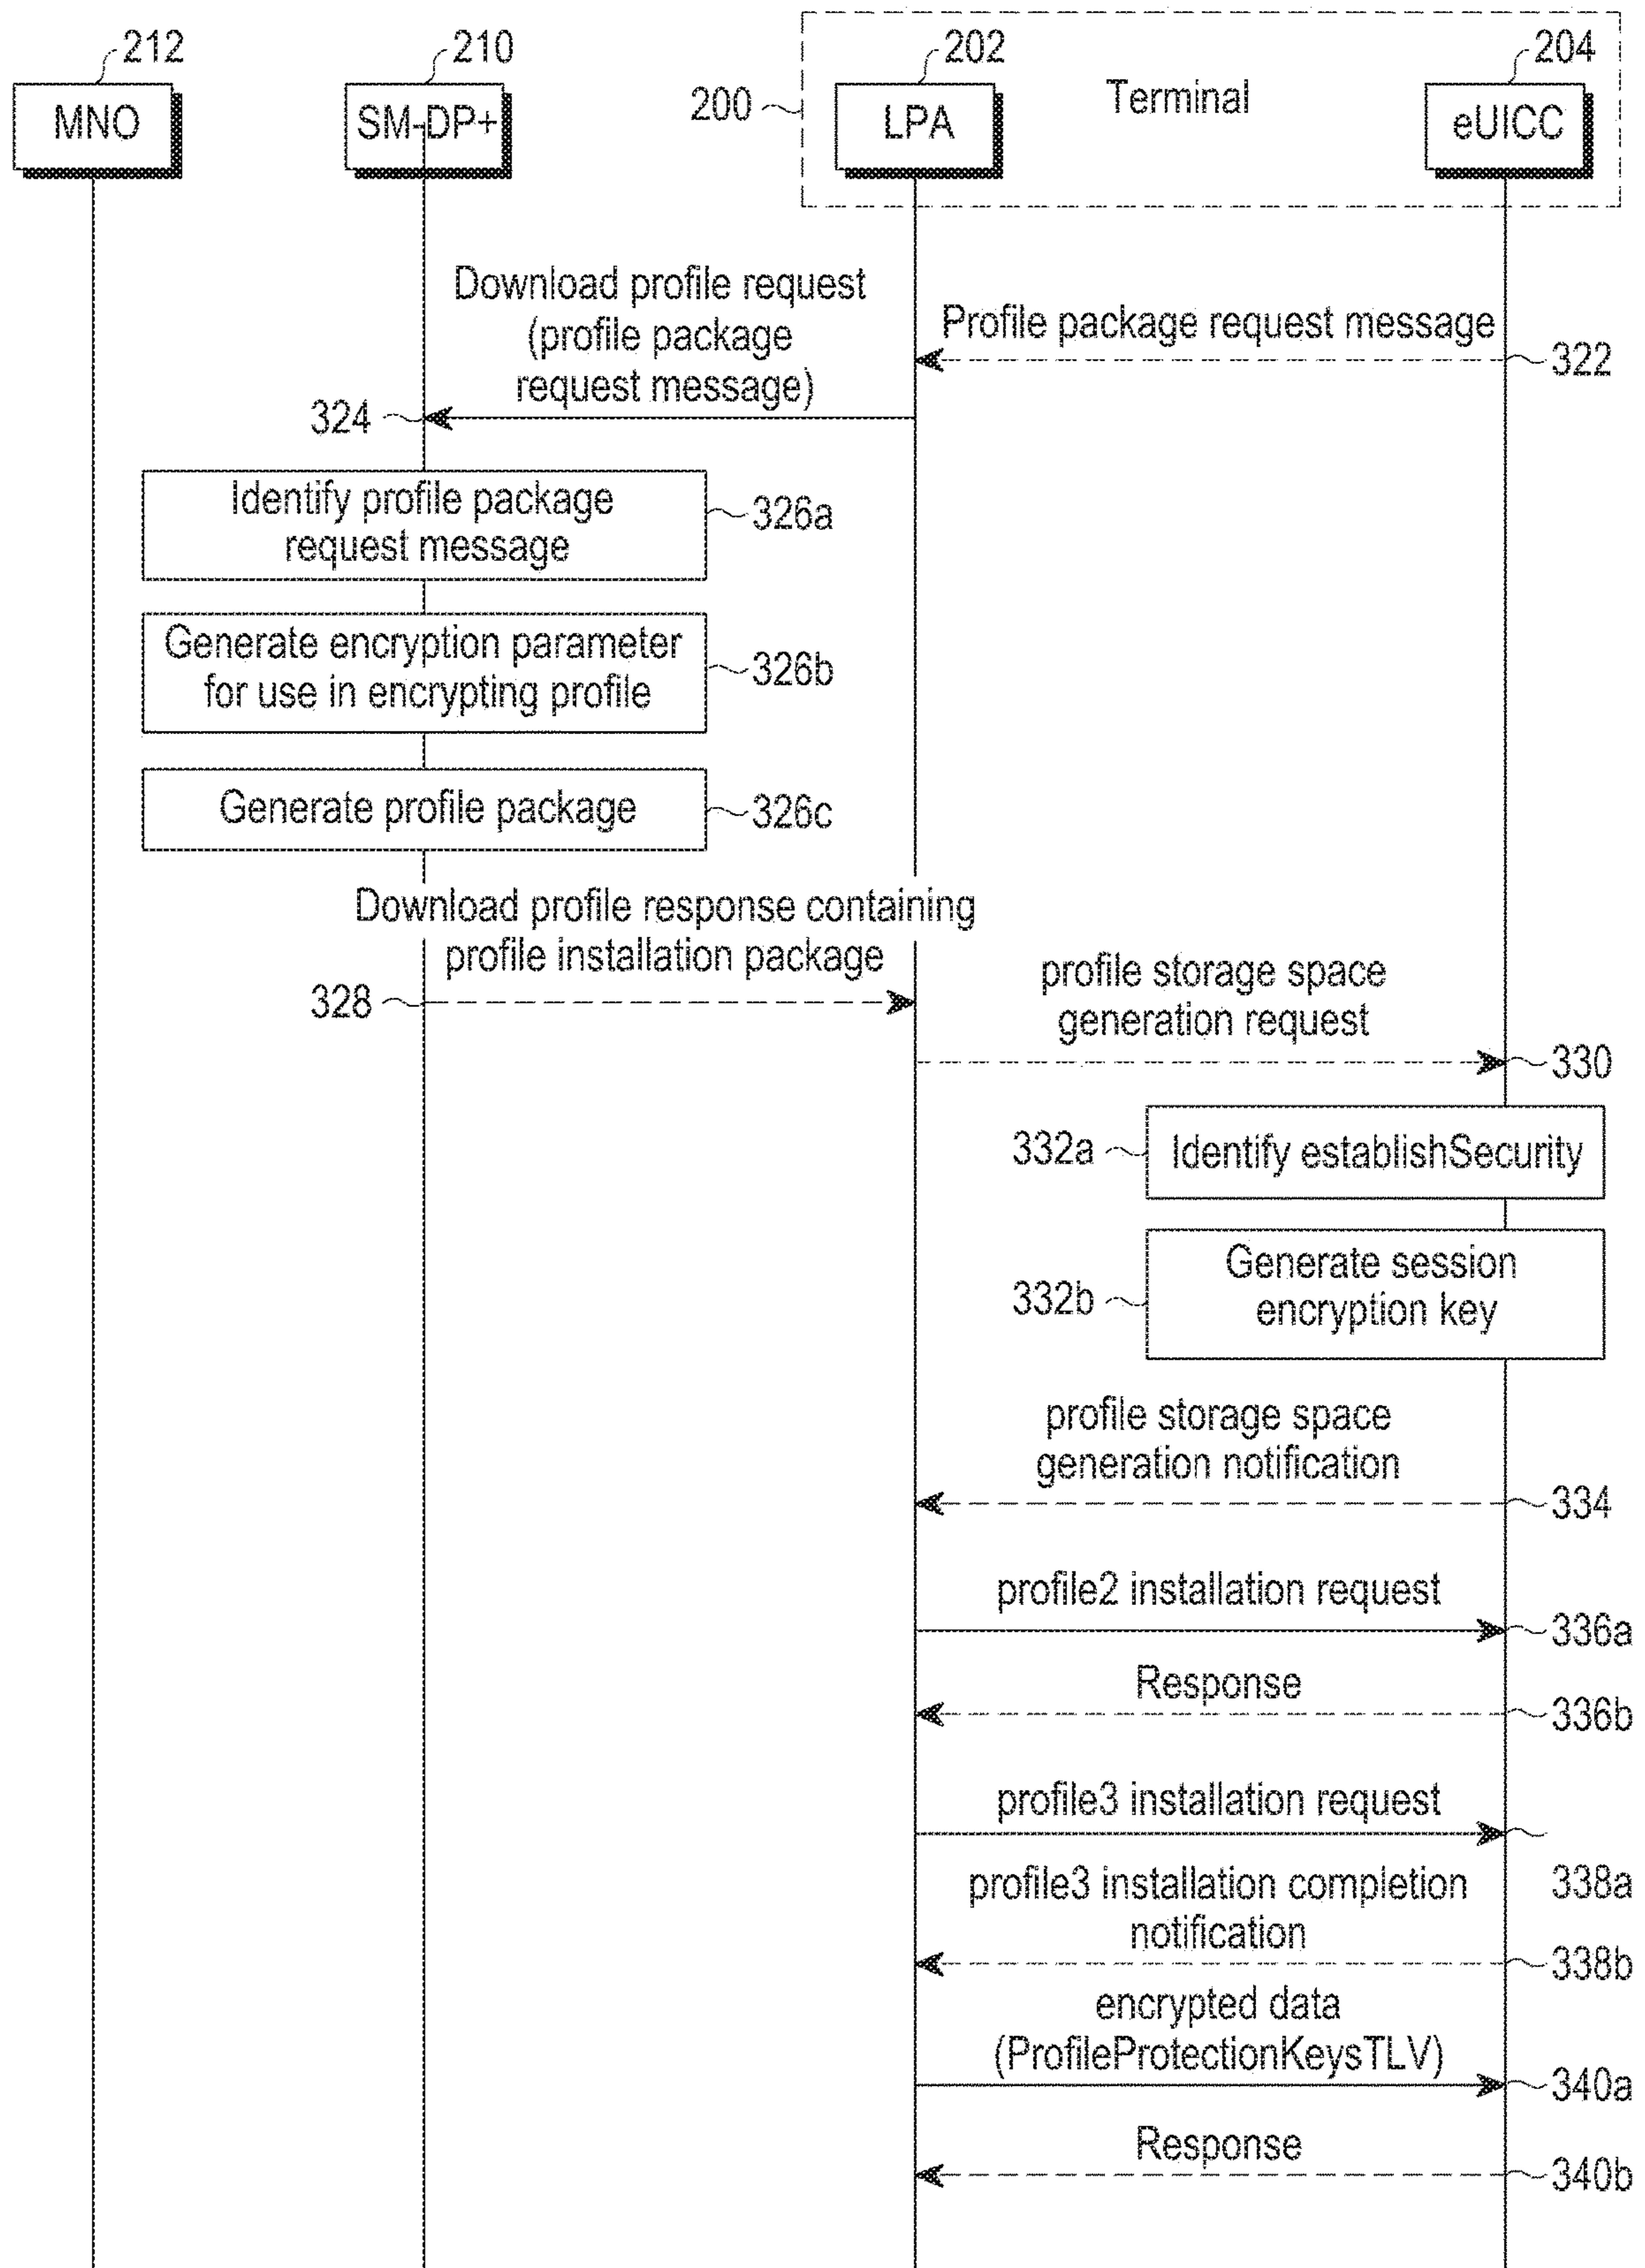 212
210
202
204
200
MNO
SM-DP+
LPA
Terminal
eUICC
Download profile request
(profile package
request message)
Profile package request message
322
324
Identify profile package
request message
326a
Generate encryption parameter
for use in encrypting profile
326b
Generate profile package
326c
Download profile response containing
profile installation package
328
profile storage space
generation request
330
332a
Identify establishSecurity
332b
Generate session
encryption key
profile storage space
generation notification
334
profile2 installation request
336a
Response
336b
profile3 installation request
338a
profile3 installation completion
notification
338b
encrypted data
(ProfileProtectionKeysTLV)
340a
Response
340b